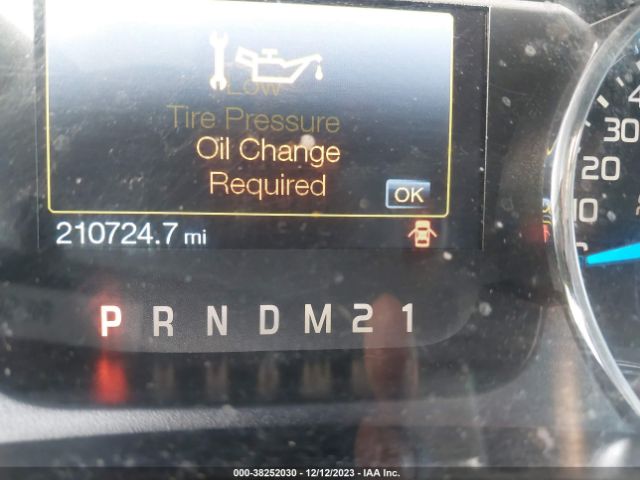 Low
Tire Pressure
Oil Change
Required
OK
210724.7 mi
P R N D M 2 1
30
20
10
000-38252030 - 12/12/2023 - IAA Inc.